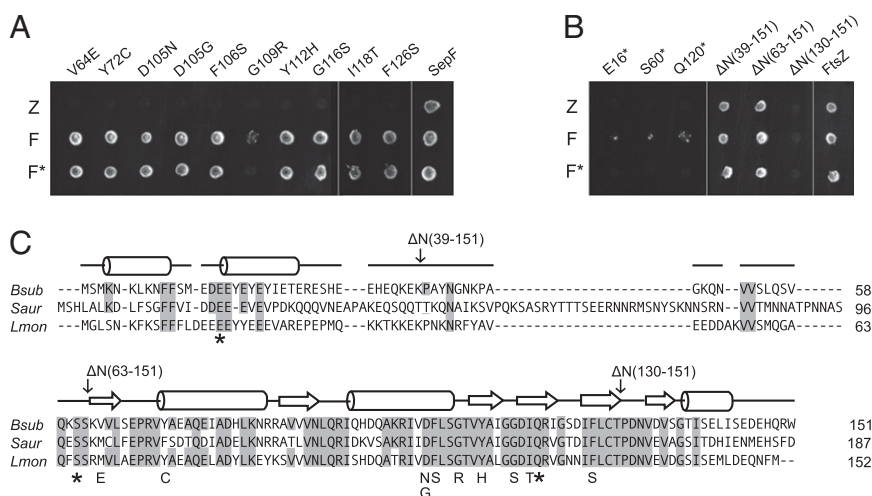 A
V64E Y72C D105N D105G F106S G109R Y112H G116S I118T F126S SepF
Z
F
F*
B
E16* S60* Q120* ΔN(39-151) ΔN(63-151) ΔN(130-151) FtsZ
Z
F
F*
C
ΔN(39-151)
Bsub ---MSMKN-KLKNFFSM-EDEEYEYEYIETERESHE--EHEQKEKPAYNGNKPA-----------------------GKQN--VVSLQSV---- 58
Saur MSHLALKD-LFSGFFVI-DDEE-EVEVPDKQQQVNEAPAKEQSQQTTKQNAIKSVPQKSASRYTTTSEERNNRMSNYSKNNSRN--VVTMNNATPNNAS 96
Lmon ---MGLSN-KFKSFFFLDEEEEYYEEEVAREPEPMQ--KKTKKEKPNKNRFYAV-----------------------EEDDAKVVSMQGA---- 63
*
ΔN(63-151) ΔN(130-151)
Bsub QKSSKVVLSEPRVYAEAQEIADHLKNRRAVVVNLQRIQHDQAKRIVDFLSGTVYAIGGDIQRIGSDIFLCTPDNVDVSGTISELISEDEHQRW 151
Saur QESSKMCLFEPRVFSDTQDIADELKNRRATLVNLQRIDKVSAKRIIDFLSGTVYAIGGDIQRVGTDIFLCTPDNVEVAGSITDHIENMEHSFD 187
Lmon QFSSRMVLAEPRVYAEAQELADYLKEYKSVVVNLQRISHDQATRIVDFLSGTVYALGGDIQRVGNNIFLCTPDNVEVDGSISEMLDEQNFM-- 152
* E C N S R H S T * S
G